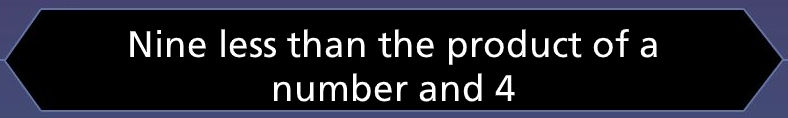 Nine less than the product of a
number and 4